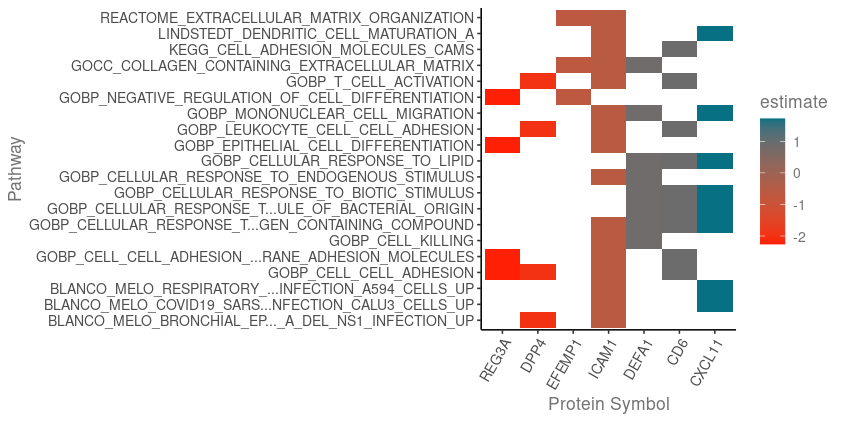 REACTOME_EXTRACELLULAR_MATRIX_ORGANIZATION
LINDSTEDT_DENDRITIC_CELL_MATURATION_A
KEGG_CELL_ADHESION_MOLECULES_CAMS
GOCC_COLLAGEN_CONTAINING_EXTRACELLULAR_MATRIX
GOBP_T_CELL_ACTIVATION
GOBP_NEGATIVE_REGULATION_OF_CELL_DIFFERENTIATION
GOBP_MONONUCLEAR_CELL_MIGRATION
GOBP_LEUKOCYTE_CELL_CELL_ADHESION
GOBP_EPITHELIAL_CELL_DIFFERENTIATION
GOBP_CELLULAR_RESPONSE_TO_LIPID
GOBP_CELLULAR_RESPONSE_TO_ENDOGENOUS_STIMULUS
GOBP_CELLULAR_RESPONSE_TO_BIOTIC_STIMULUS
GOBP_CELLULAR_RESPONSE_T...ULE_OF_BACTERIAL_ORIGIN
GOBP_CELLULAR_RESPONSE_T...GEN_CONTAINING_COMPOUND
GOBP_CELL_KILLING
GOBP_CELL_CELL_ADHESION_...RANE_ADHESION_MOLECULES
GOBP_CELL_CELL_ADHESION
BLANCO_MELO_RESPIRATORY_...INFECTION_A594_CELLS_UP
BLANCO_MELO_COVID19_SARS...NFECTION_CALU3_CELLS_UP
BLANCO_MELO_BRONCHIAL_EP..._A_DEL_NS1_INFECTION_UP
Pathway
REG3A
DPP4
EFEMP1
ICAM1
DEFA1
CD6
CXCL11
Protein Symbol
estimate
1
0
-1
-2